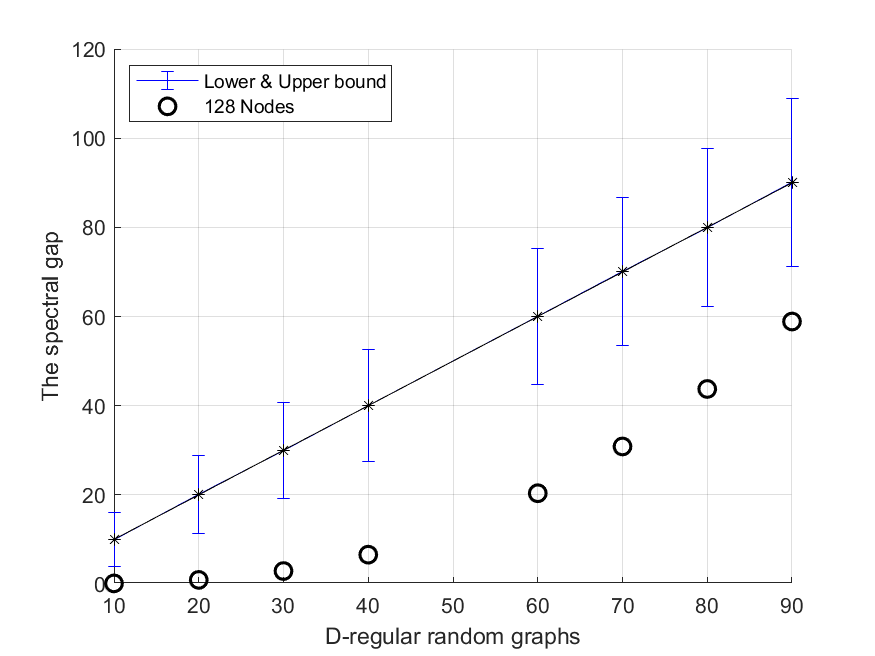 120
100
80
60
40
20
0
10 20 30 40 50 60 70 80 90
The spectral gap
D-regular random graphs
Lower & Upper bound
128 Nodes